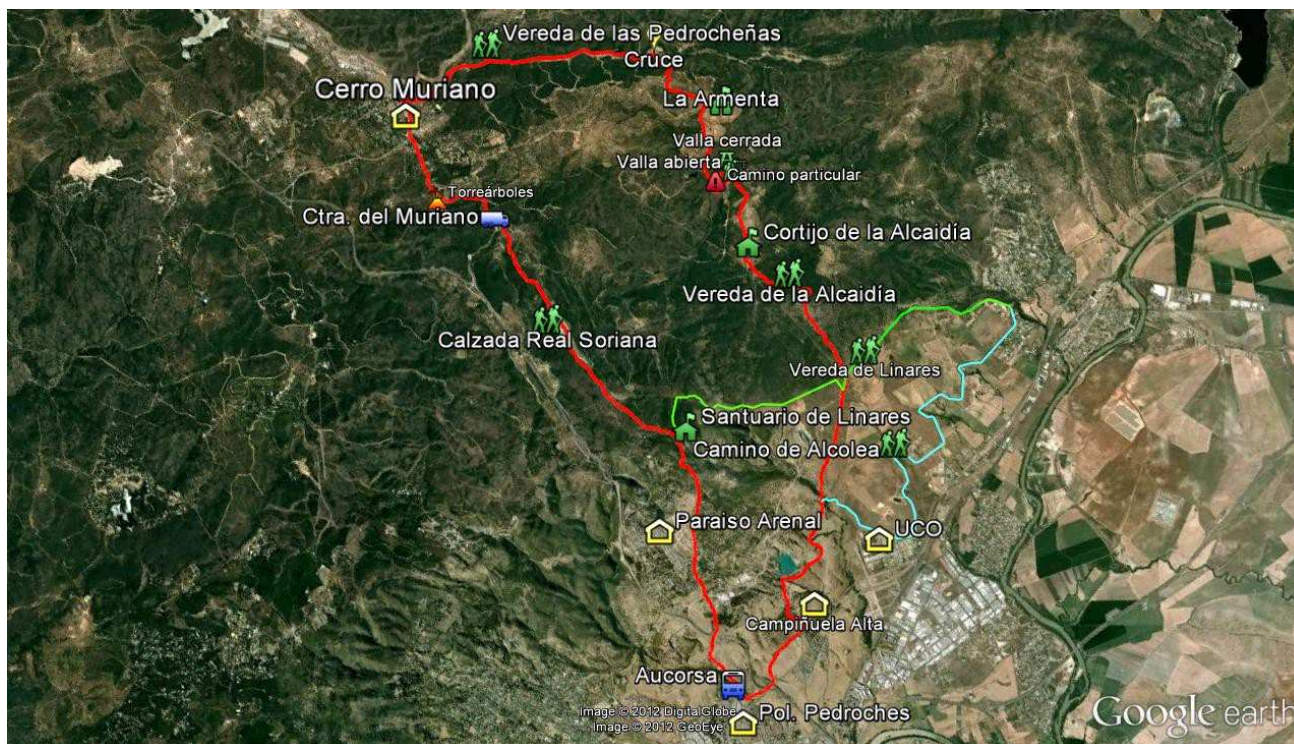 Vereda de las Pedrocheñas
Cruce
Cerro Muriano
La Armenta
Valla cerrada
Valla abierta
Camino particular
Torreárboles
Ctra. del Muriano
Cortijo de la Alcaidía
Vereda de la Alcaidía
Calzada Real Soriana
Vereda de Linares
Santuario de Linares
Camino de Alcolea
Paraiso Arenal
UCO
Campiñuela Alta
Aucorsa
Pol. Pedroches
Image © 2012 DigitalGlobe
Image © 2012 GeoEye
Google earth